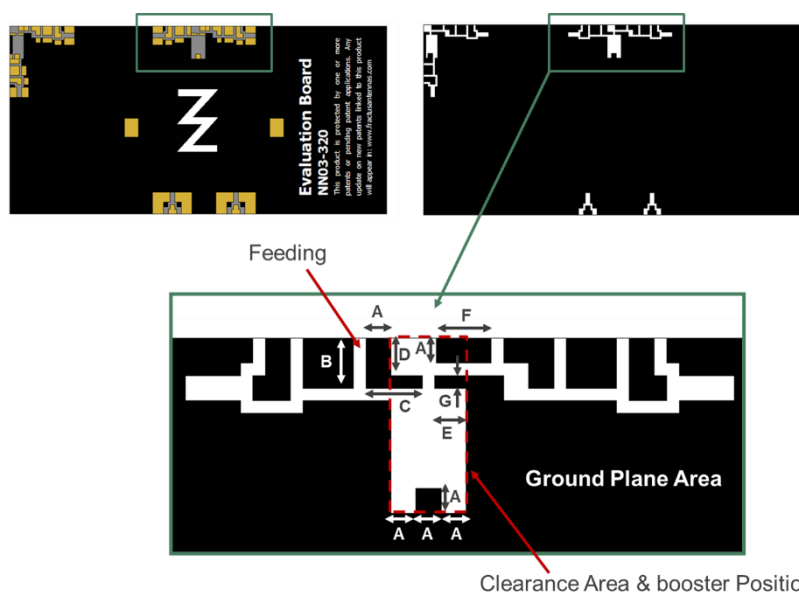 Evaluation Board
NN03-320
This product is protected by one or more
patents or pending patent applications. Any
update on new patents linked to this product
will appear in: www.fractusantennas.com
Feeding
A
F
D
A
B
C
G
E
Ground Plane Area
A
A
A
A
Clearance Area & booster Positio